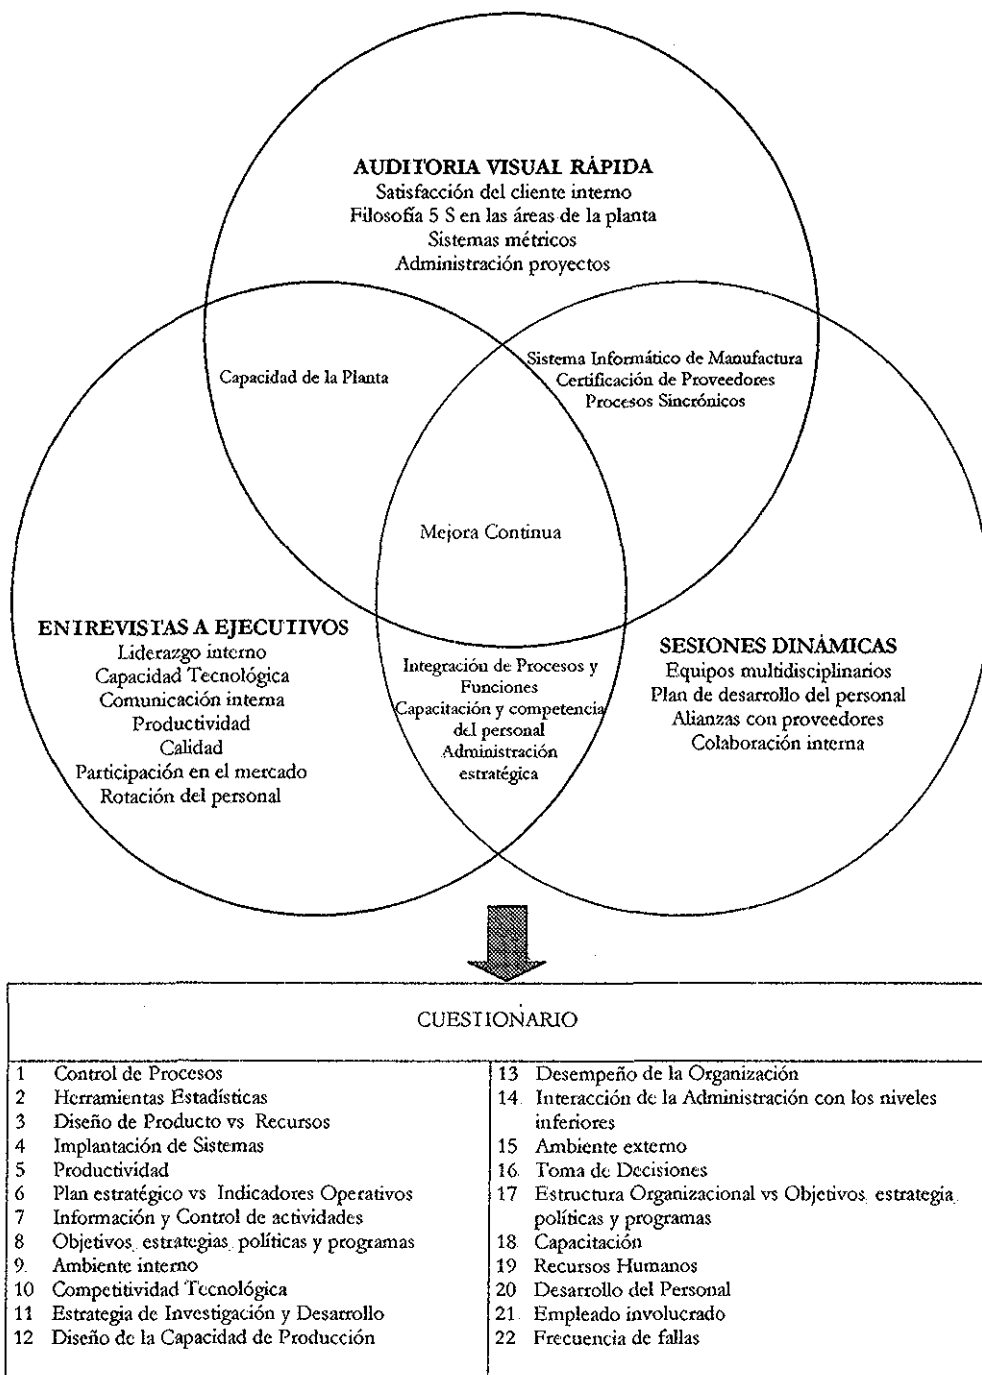 AUDITORIA VISUAL RÁPIDA
Satisfacción del cliente interno
Filosofía 5 S en las áreas de la planta
Sistemas métricos
Administración proyectos
Capacidad de la Planta
Sistema Informático de Manufactura
Certificación de Proveedores
Procesos Sincrónicos
Mejora Continua
ENTREVISTAS A EJECUTIVOS
Liderazgo interno
Capacidad Tecnológica
Comunicación interna
Productividad
Calidad
Participación en el mercado
Rotación del personal
Integración de Procesos y
Funciones
Capacitación y competencia
del personal
Administración
estratégica
SESIONES DINÁMICAS
Equipos multidisciplinarios
Plan de desarrollo del personal
Alianzas con proveedores
Colaboración interna
CUESTIONARIO
1 Control de Procesos
2 Herramientas Estadísticas
3 Diseño de Producto vs Recursos
4 Implantación de Sistemas
5 Productividad
6 Plan estratégico vs Indicadores Operativos
7 Información y Control de actividades
8 Objetivos, estrategias, políticas y programas
9. Ambiente interno
10 Competitividad Tecnológica
11 Estrategia de Investigación y Desarrollo
12 Diseño de la Capacidad de Producción
13 Desempeño de la Organización
14. Interacción de la Administración con los niveles
inferiores
15 Ambiente externo
16. Toma de Decisiones
17 Estructura Organizacional vs Objetivos, estrategia,
políticas y programas
18 Capacitación
19 Recursos Humanos
20 Desarrollo del Personal
21. Empleado involucrado
22 Frecuencia de fallas